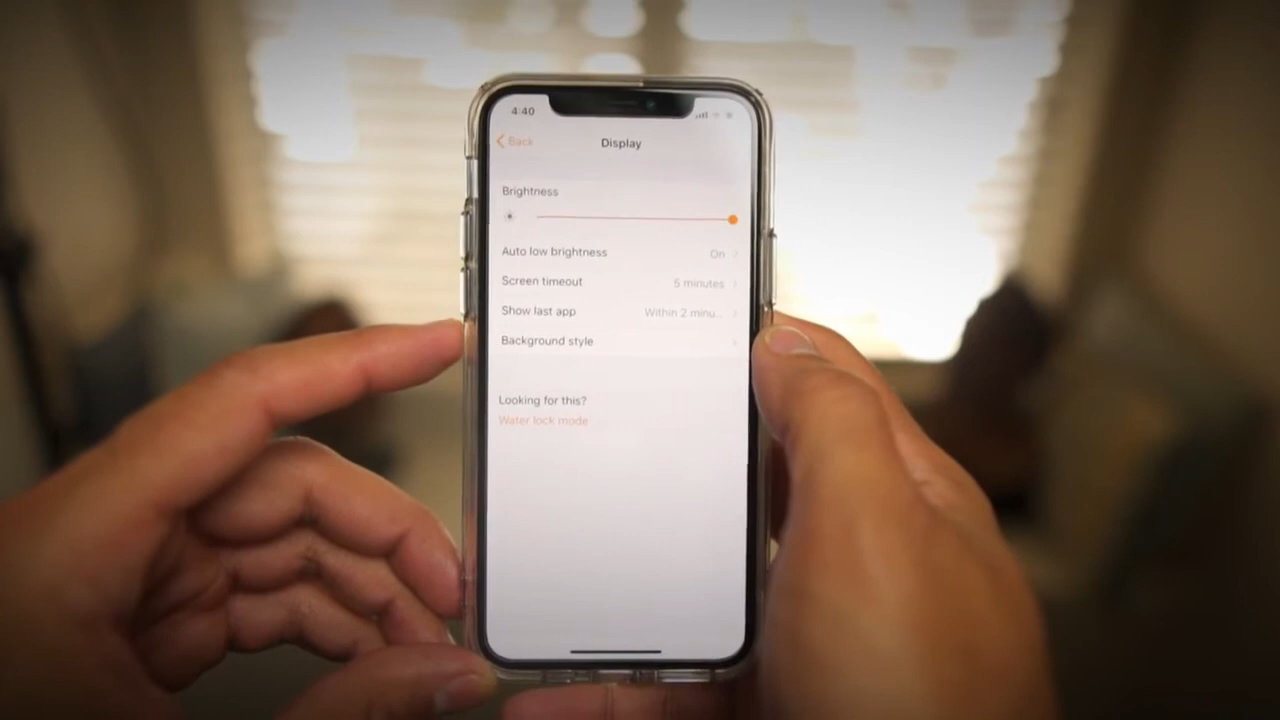 4:40
Back
Display
Brightness
Auto low brightness On
Screen timeout 5 minutes
Show last app Within 2 minu...
Background style
Looking for this?
Water lock mode